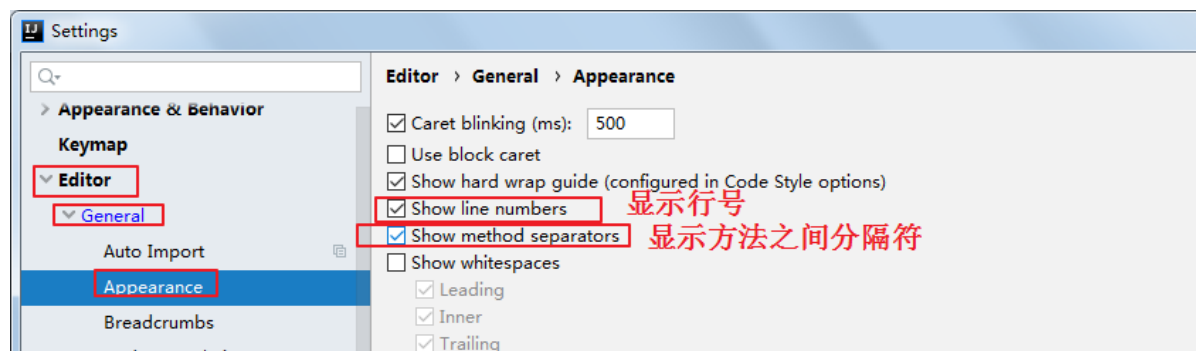 Settings
Appearance & Behavior
Keymap
Editor
General
Auto Import
Appearance
Breadcrumbs
Editor > General > Appearance
Caret blinking (ms): 500
Use block caret
Show hard wrap guide (configured in Code Style options)
Show line numbers 显示行号
Show method separators 显示方法之间分隔符
Show whitespaces
Leading
Inner
Trailing